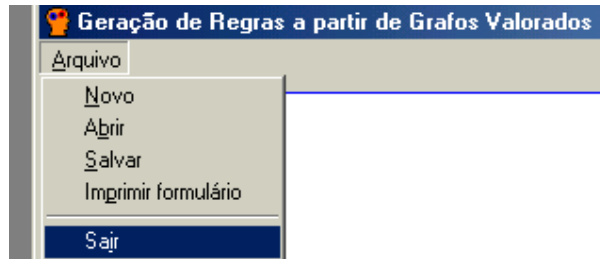 Geração de Regras a partir de Grafos Valorados
Arquivo
Novo
Abrir
Salvar
Imprimir formulário
Sair